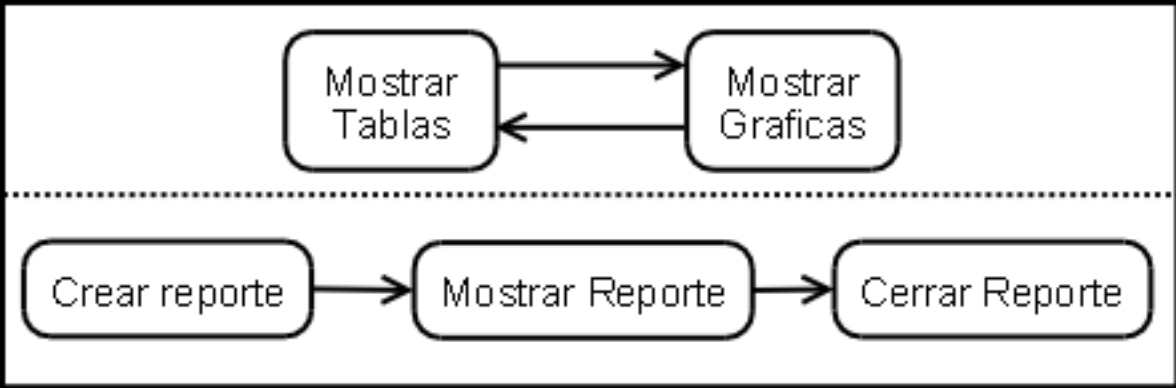 Mostrar
Tablas
Mostrar
Graficas
Crear reporte
Mostrar Reporte
Cerrar Reporte